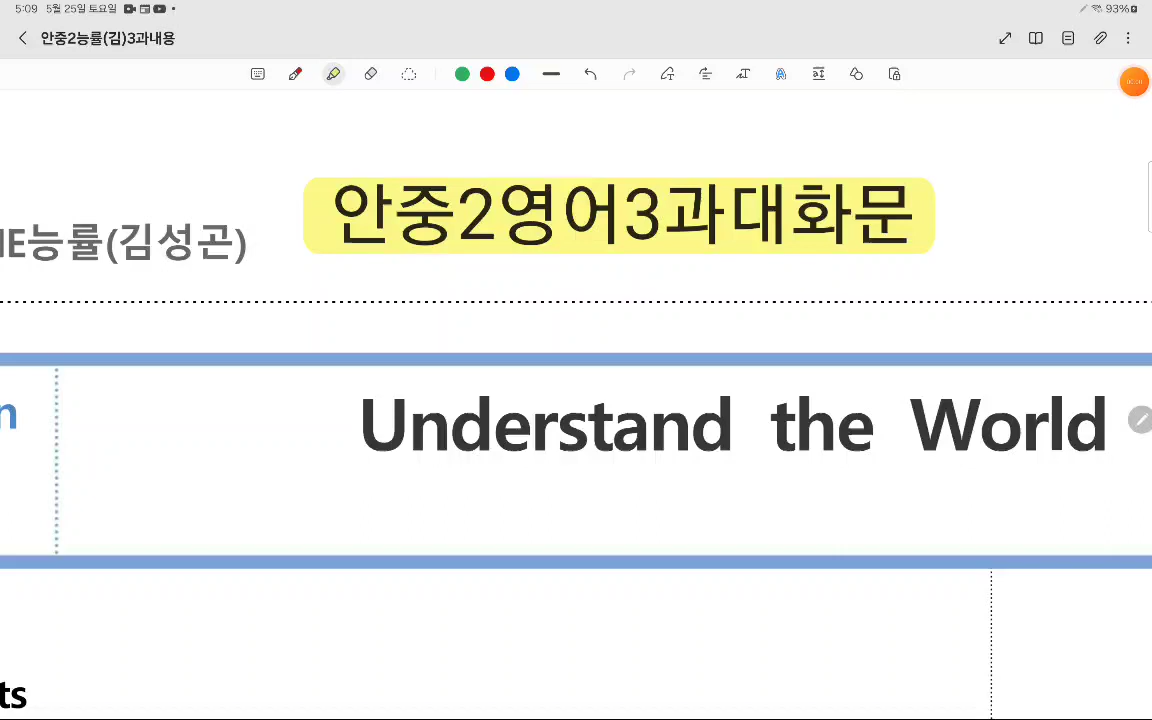 5:09 5월 25일 토요일
93%
안중2능률(김)3과내용
안중2영어3과대화문
NE능률(김성곤)
Understand the World
n
ts